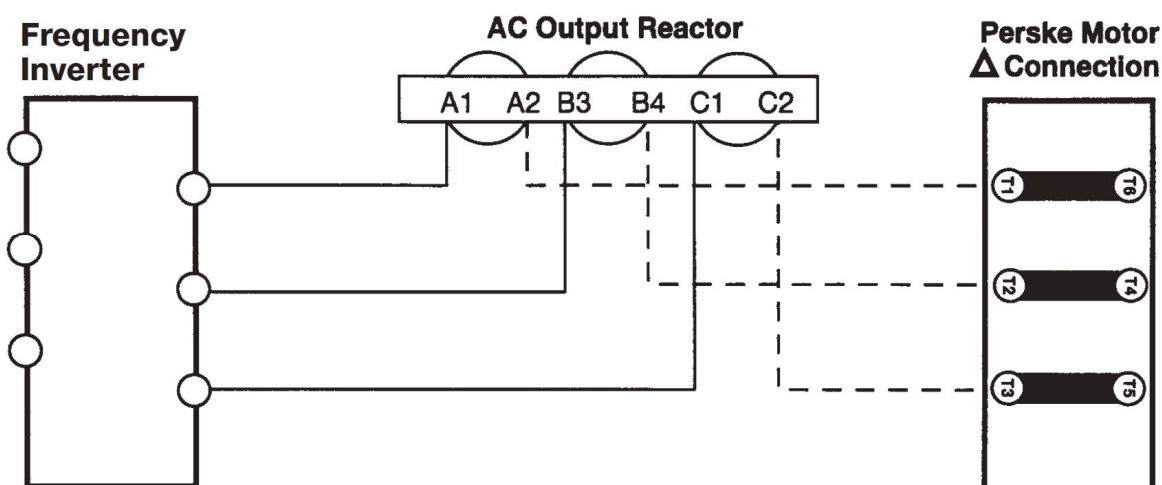 Frequency
Inverter
AC Output Reactor
Perske Motor
Δ Connection
A1 A2 B3 B4 C1 C2
T1 T6
T2 T4
T3 T5